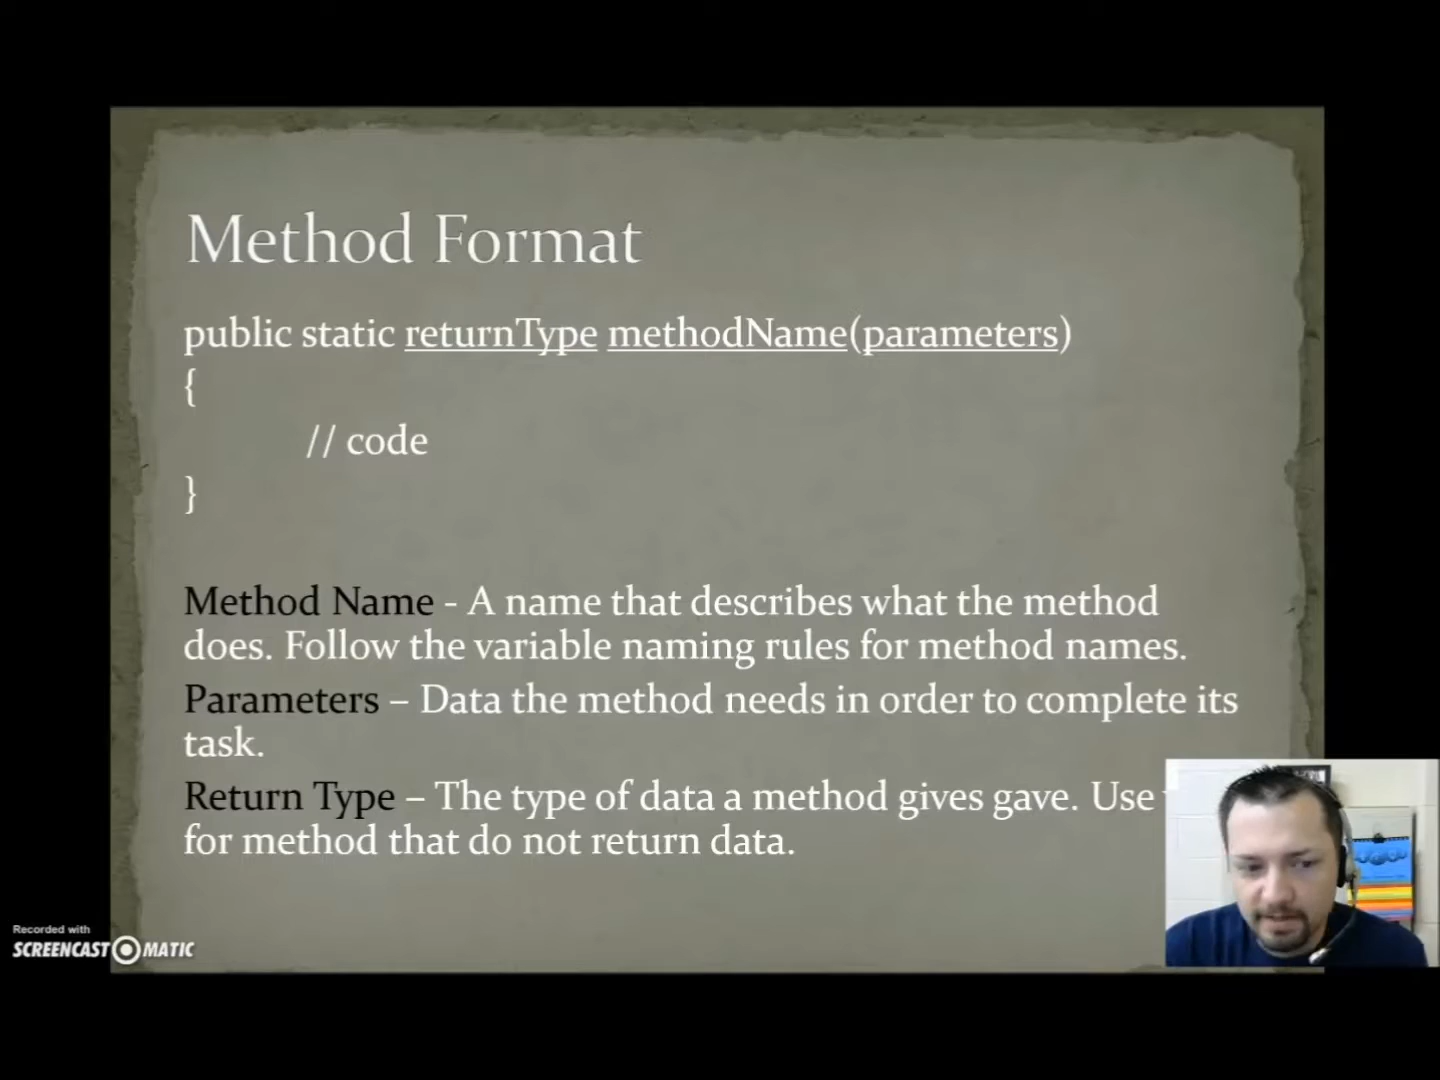 Method Format
public static returnType methodName(parameters)
{
// code
}
Method Name - A name that describes what the method
does. Follow the variable naming rules for method names.
Parameters – Data the method needs in order to complete its
task.
Return Type – The type of data a method gives gave. Use
for method that do not return data.
Recorded with
SCREENCAST MATIC